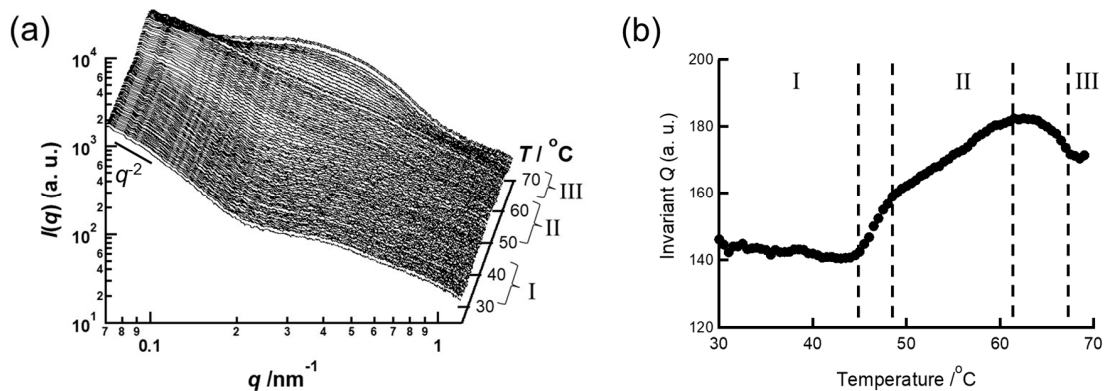 (a)
10⁴
6
4
2
10³
6
4
2
10²
6
4
2
10¹
I(q) (a. u.)
q⁻²
7 8 9
0.1
2 3 4 5 6 7 8 9
1
q /nm⁻¹
T / °C
70
60
50
40
30
III
II
I
(b)
200
180
160
140
120
Invariant Q (a. u.)
I II III
30 40 50 60 70
Temperature /°C